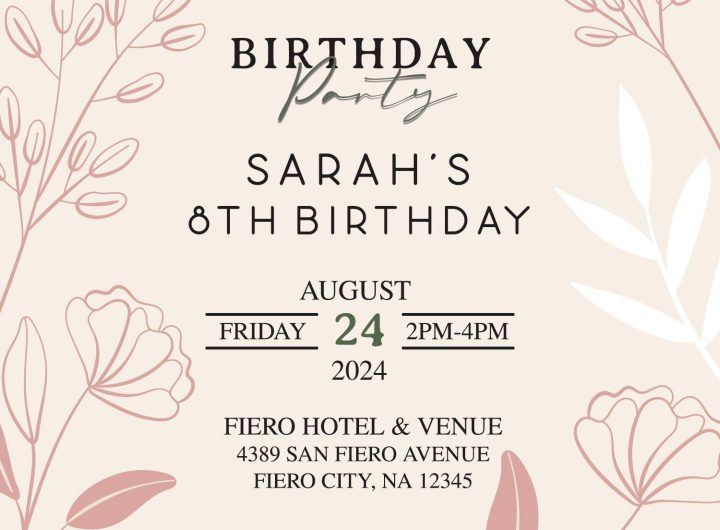 BIRTHDAY
Party
SARAH'S
8TH BIRTHDAY
AUGUST
FRIDAY 24 2PM-4PM
2024
FIERO HOTEL & VENUE
4389 SAN FIERO AVENUE
FIERO CITY, NA 12345